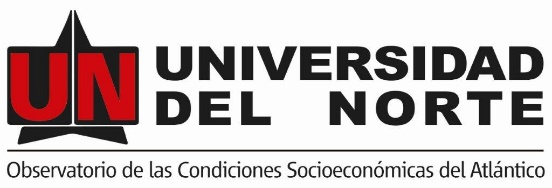 UN
UNIVERSIDAD
DEL NORTE
Observatorio de las Condiciones Socioeconómicas del Atlántico